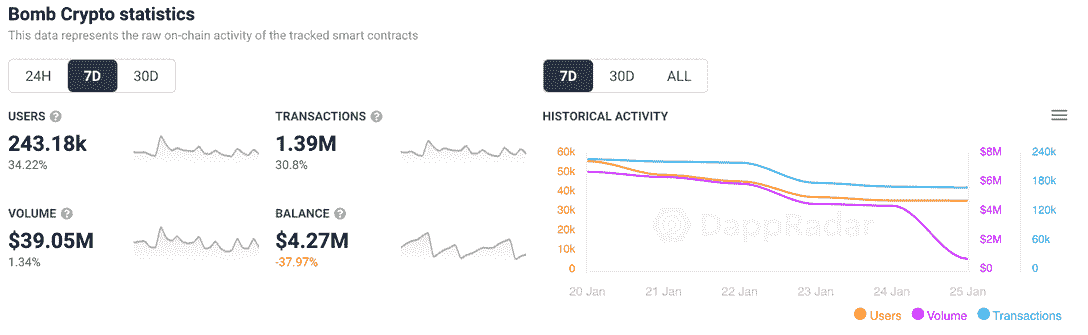 Bomb Crypto statistics
This data represents the raw on-chain activity of the tracked smart contracts
24H 7D 30D
7D 30D ALL
USERS ?
243.18k
34.22%
TRANSACTIONS ?
1.39M
30.8%
VOLUME ?
$39.05M
1.34%
BALANCE ?
$4.27M
-37.97%
HISTORICAL ACTIVITY
60k $8M 240k
50k
40k $6M 180k
30k $4M 120k
20k
10k $2M 60k
0 $0 0
DappRadar
20 Jan 21 Jan 22 Jan 23 Jan 24 Jan 25 Jan
Users Volume Transactions